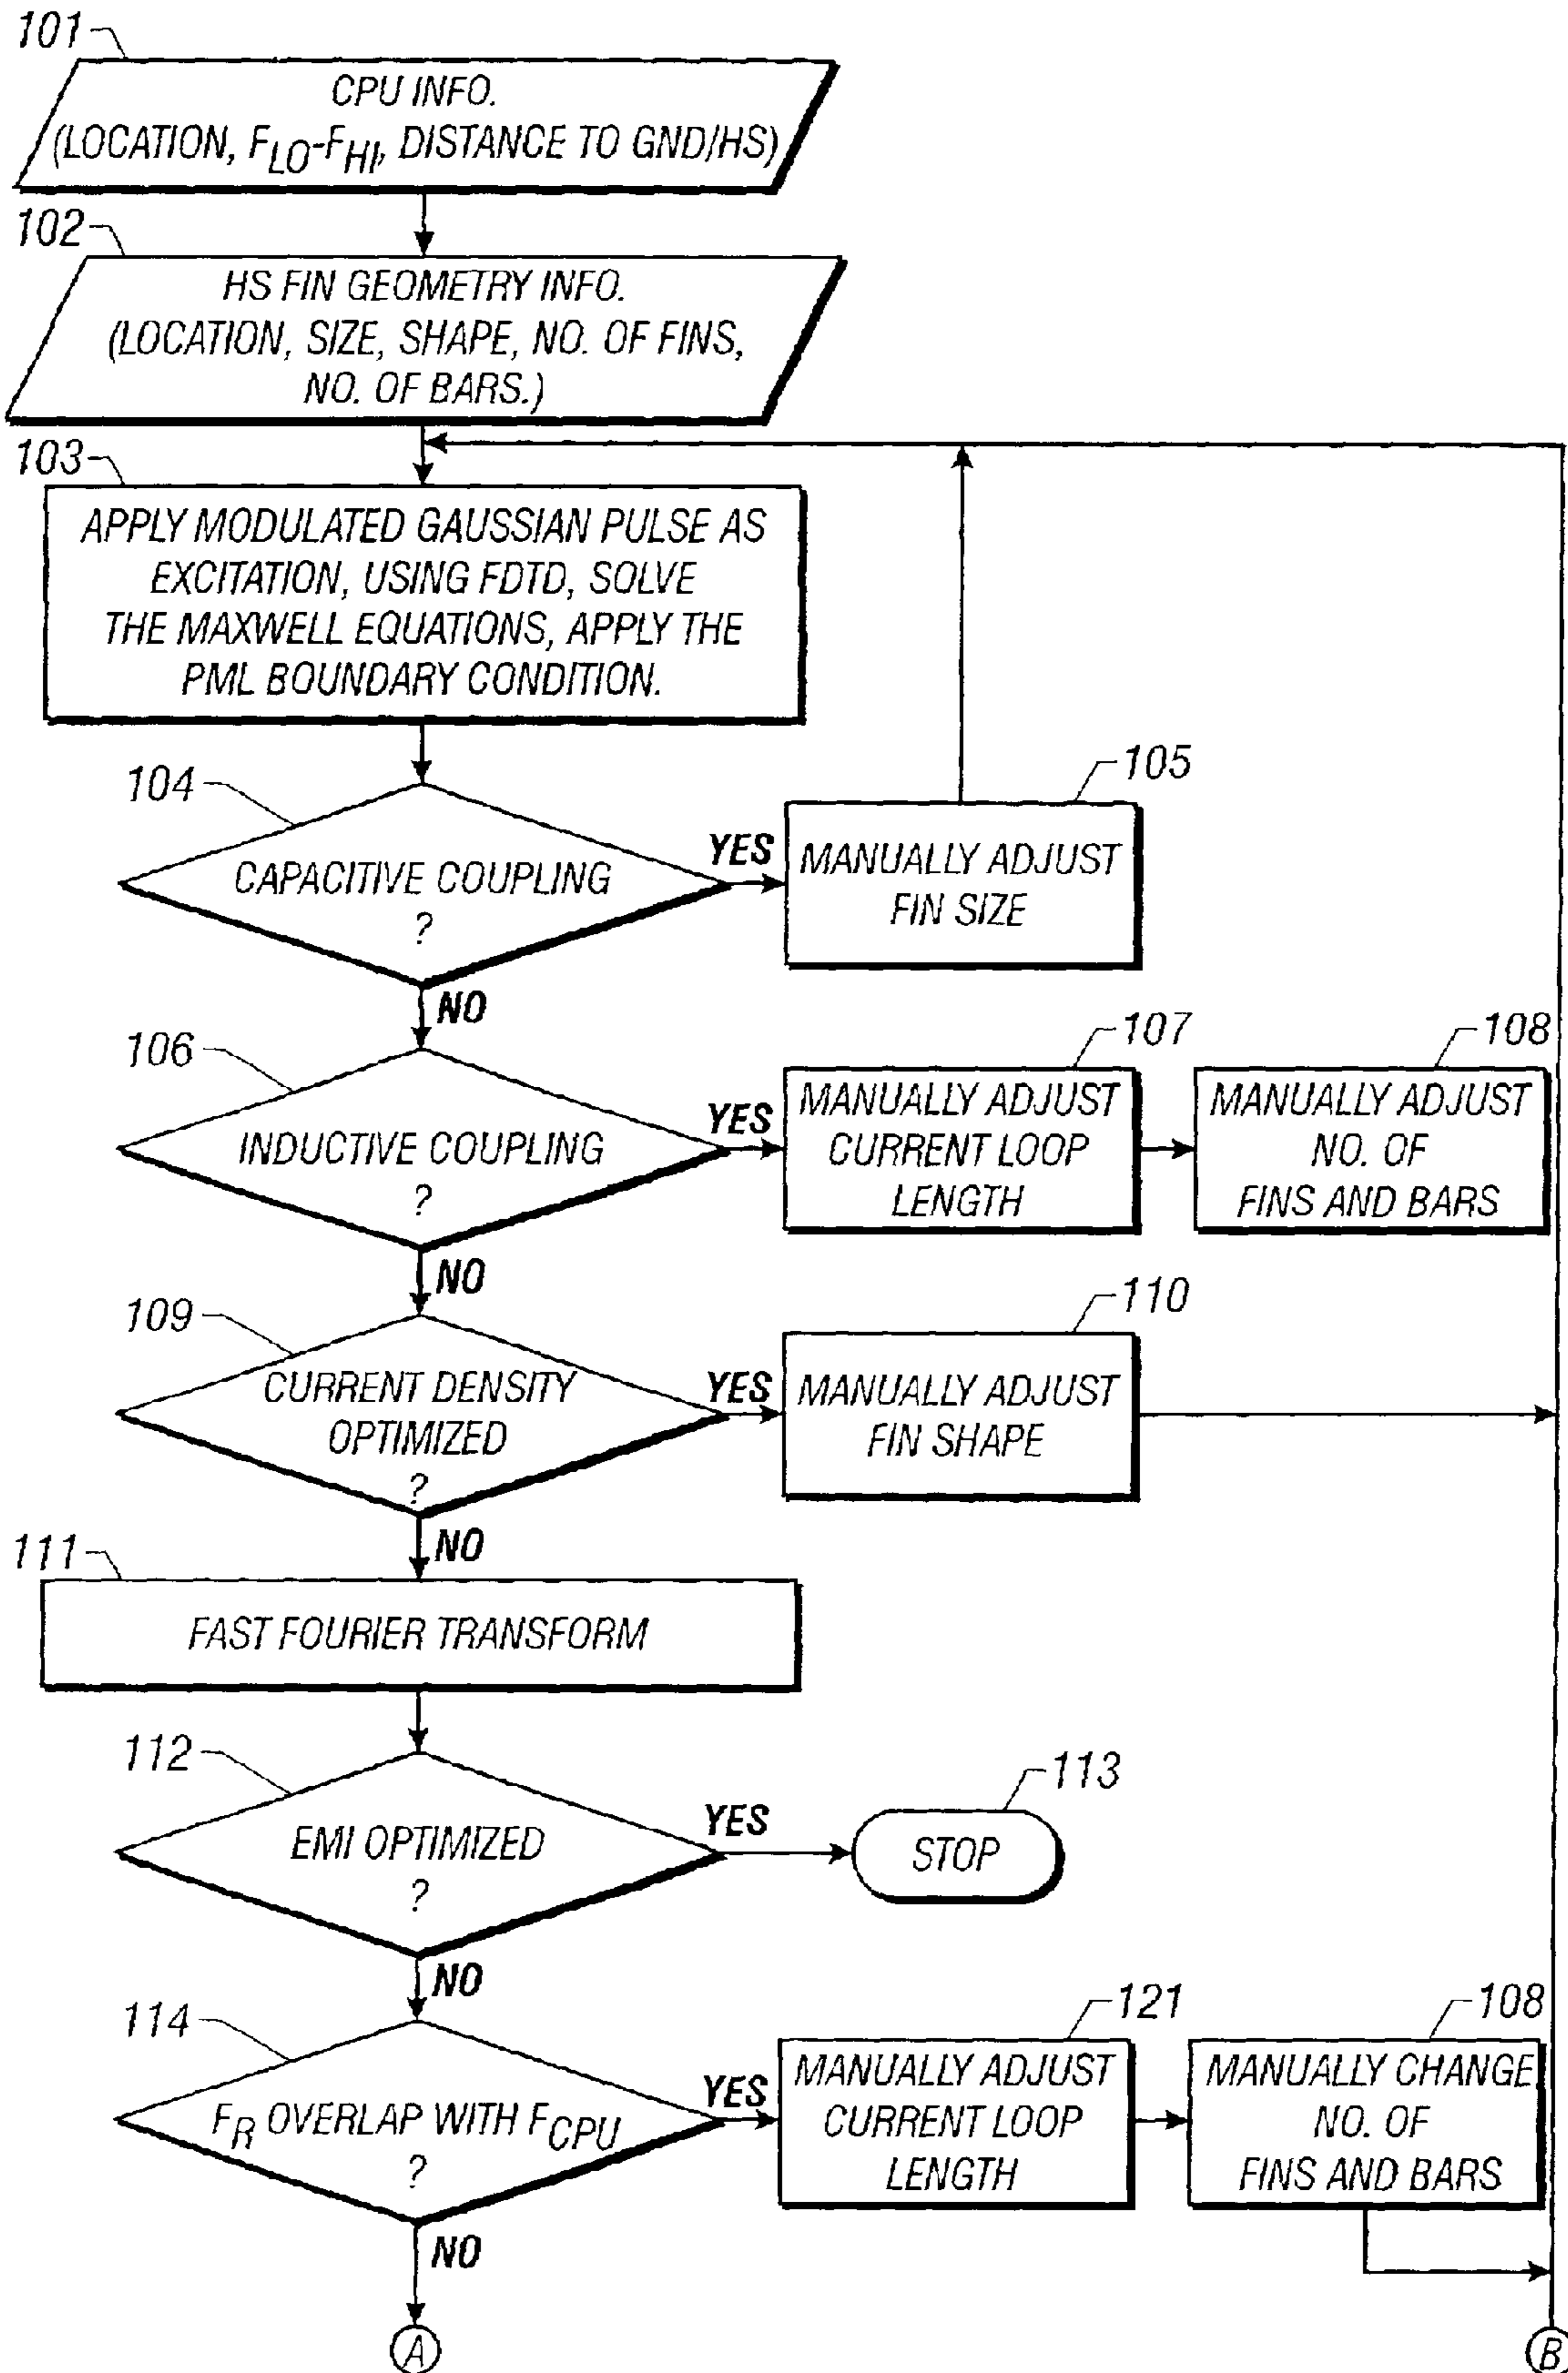 101
CPU INFO.
(LOCATION, FLO-FHI, DISTANCE TO GND/HS)
102
HS FIN GEOMETRY INFO.
(LOCATION, SIZE, SHAPE, NO. OF FINS,
NO. OF BARS.)
103
APPLY MODULATED GAUSSIAN PULSE AS
EXCITATION, USING FDTD, SOLVE
THE MAXWELL EQUATIONS, APPLY THE
PML BOUNDARY CONDITION.
104
CAPACITIVE COUPLING
?
YES
105
MANUALLY ADJUST
FIN SIZE
NO
106
INDUCTIVE COUPLING
?
YES
107
MANUALLY ADJUST
CURRENT LOOP
LENGTH
108
MANUALLY ADJUST
NO. OF
FINS AND BARS
NO
109
CURRENT DENSITY
OPTIMIZED
?
YES
110
MANUALLY ADJUST
FIN SHAPE
NO
111
FAST FOURIER TRANSFORM
112
EMI OPTIMIZED
?
YES
113
STOP
NO
114
FR OVERLAP WITH FCPU
?
YES
121
MANUALLY ADJUST
CURRENT LOOP
LENGTH
108
MANUALLY CHANGE
NO. OF
FINS AND BARS
NO
A
B